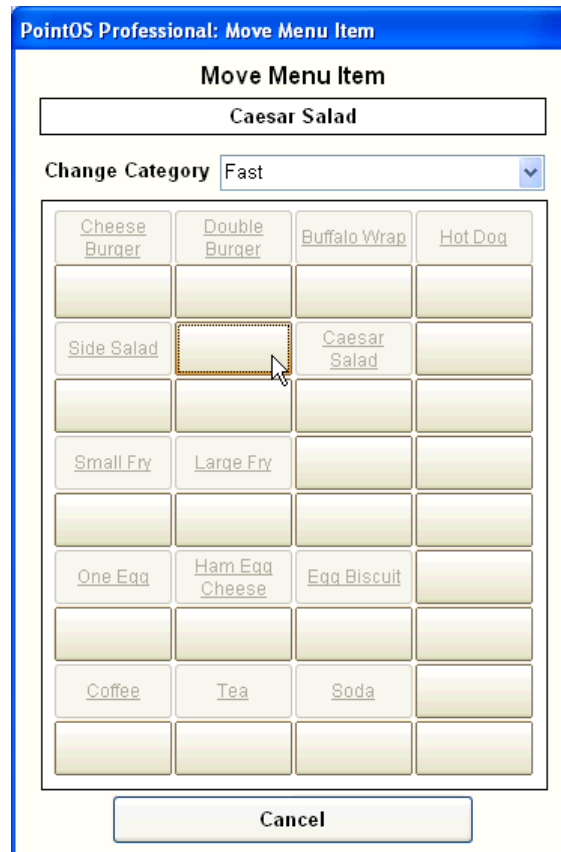 PointOS Professional: Move Menu Item
Move Menu Item
Caesar Salad
Change Category Fast
Cheese Burger
Double Burger
Buffalo Wrap
Hot Dog
Side Salad
Caesar Salad
Small Fry
Large Fry
One Egg
Ham Egg Cheese
Egg Biscuit
Coffee
Tea
Soda
Cancel